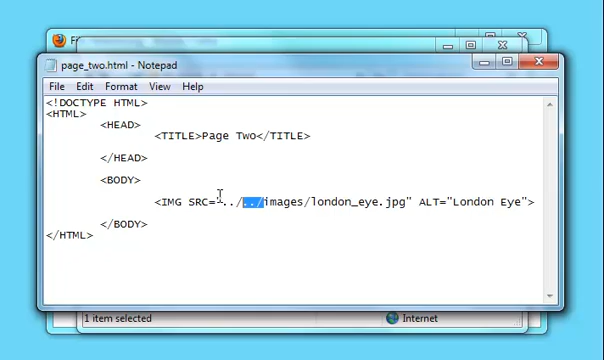 page_two.html - Notepad
File Edit Format View Help
<!DOCTYPE HTML>
<HTML>
<HEAD>
<TITLE>Page Two</TITLE>
</HEAD>
<BODY>
<IMG SRC="../../images/london_eye.jpg" ALT="London Eye">
</BODY>
</HTML>
1 item selected Internet